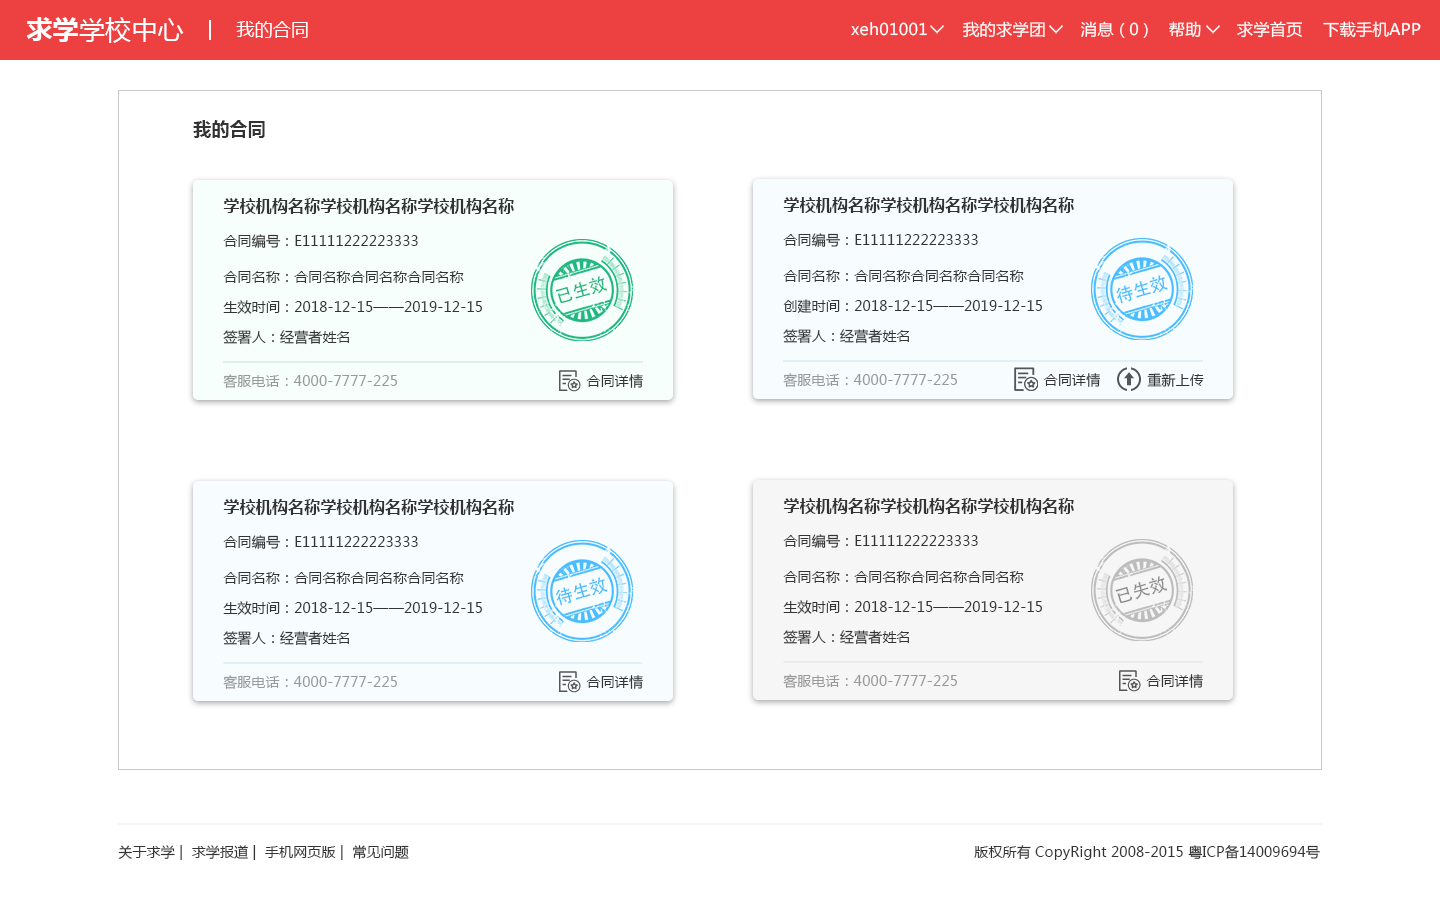 求学学校中心 | 我的合同 xeh01001 我的求学团 消息(0) 帮助 求学首页 下载手机APP
我的合同
学校机构名称学校机构名称学校机构名称
合同编号：E11111222223333
合同名称：合同名称合同名称合同名称
生效时间：2018-12-15——2019-12-15
签署人：经营者姓名
已生效
客服电话：4000-7777-225 合同详情
学校机构名称学校机构名称学校机构名称
合同编号：E11111222223333
合同名称：合同名称合同名称合同名称
创建时间：2018-12-15——2019-12-15
签署人：经营者姓名
待生效
客服电话：4000-7777-225 合同详情 重新上传
学校机构名称学校机构名称学校机构名称
合同编号：E11111222223333
合同名称：合同名称合同名称合同名称
生效时间：2018-12-15——2019-12-15
签署人：经营者姓名
待生效
客服电话：4000-7777-225 合同详情
学校机构名称学校机构名称学校机构名称
合同编号：E11111222223333
合同名称：合同名称合同名称合同名称
生效时间：2018-12-15——2019-12-15
签署人：经营者姓名
已失效
客服电话：4000-7777-225 合同详情
关于求学 | 求学报道 | 手机网页版 | 常见问题 版权所有 CopyRight 2008-2015 粤ICP备14009694号